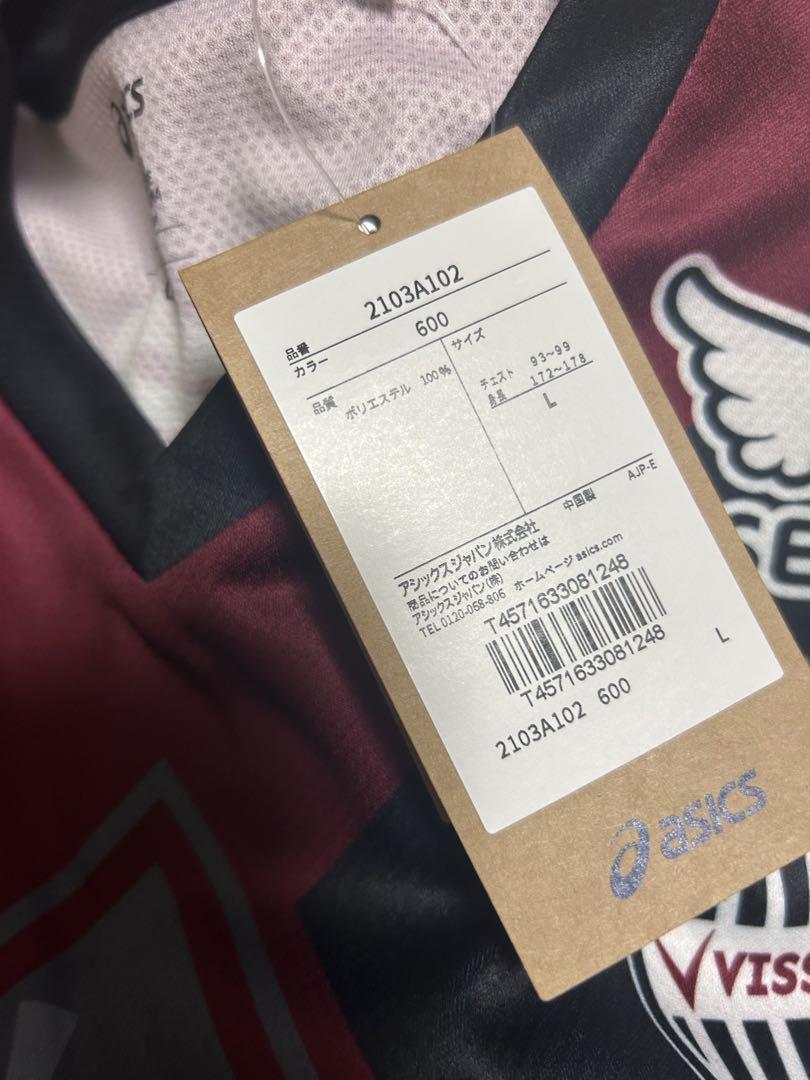 asics
品番 2103A102
カラー 600
品質 ポリエステル 100%
サイズ
チェスト 93~99
身長 172~178
L
中国製 AJP-E
アシックスジャパン株式会社
商品についてのお問い合わせは
アシックスジャパン(株)
TEL 0120-068-806 ホームページ asics.com
T4571633081248
T4571633081248
2103A102 600 L
asics
VISS